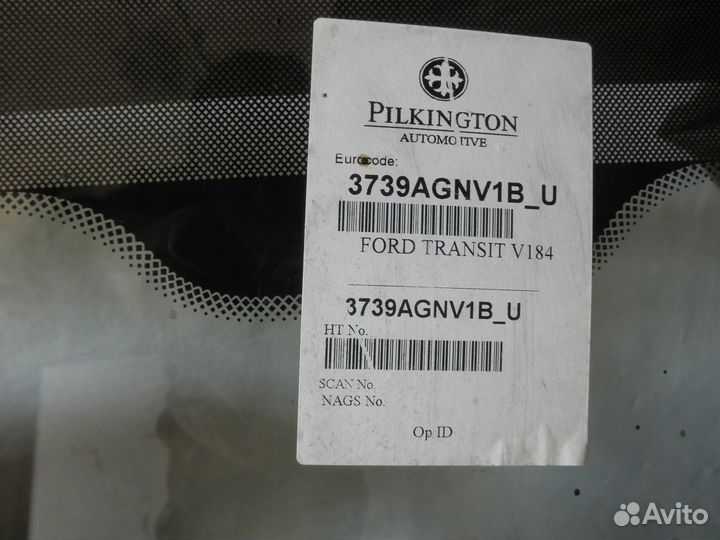 PILKINGTON
AUTOMOTIVE
Eurocode:
3739AGNV1B_U
FORD TRANSIT V184
3739AGNV1B_U
HT No.
SCAN No.
NAGS No.
Op ID
Avito